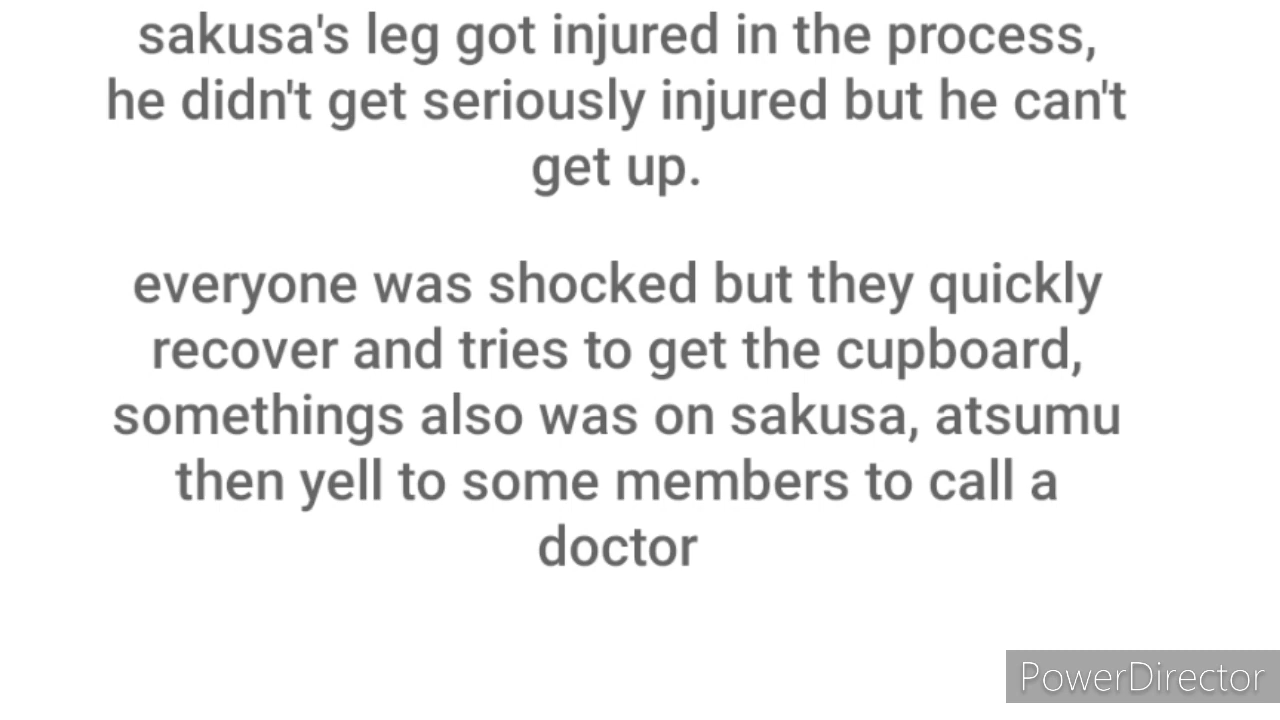 sakusa's leg got injured in the process,
he didn't get seriously injured but he can't
get up.
everyone was shocked but they quickly
recover and tries to get the cupboard,
somethings also was on sakusa, atsumu
then yell to some members to call a
doctor
PowerDirector